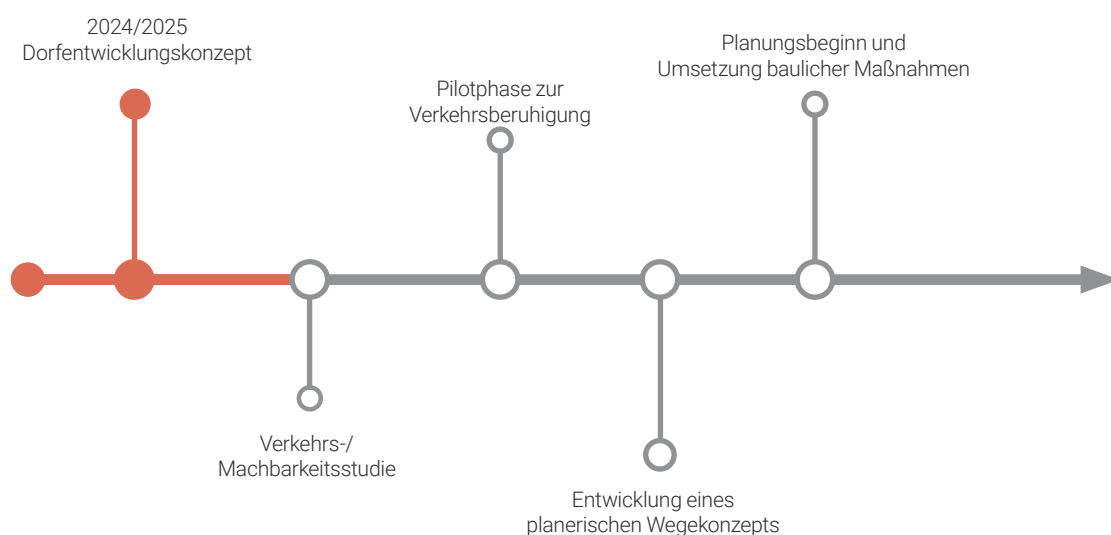 2024/2025
Dorfentwicklungskonzept
Verkehrs-/
Machbarkeitsstudie
Pilotphase zur
Verkehrsberuhigung
Entwicklung eines
planerischen Wegekonzepts
Planungsbeginn und
Umsetzung baulicher Maßnahmen